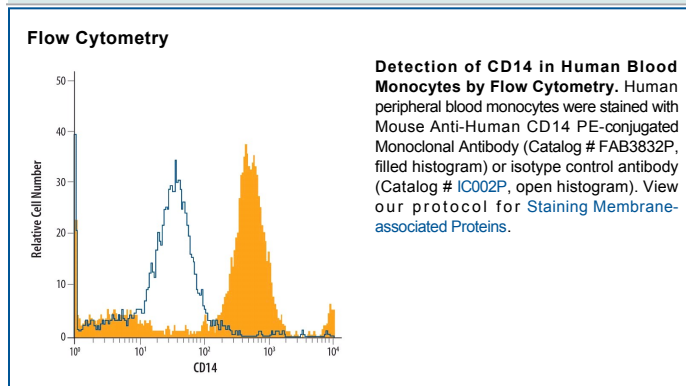 Flow Cytometry
50
40
30
20
10
0
Relative Cell Number
10⁰ 10¹ 10² 10³ 10⁴
CD14
Detection of CD14 in Human Blood
Monocytes by Flow Cytometry. Human
peripheral blood monocytes were stained with
Mouse Anti-Human CD14 PE-conjugated
Monoclonal Antibody (Catalog # FAB3832P,
filled histogram) or isotype control antibody
(Catalog # IC002P, open histogram). View
our protocol for Staining Membrane-
associated Proteins.